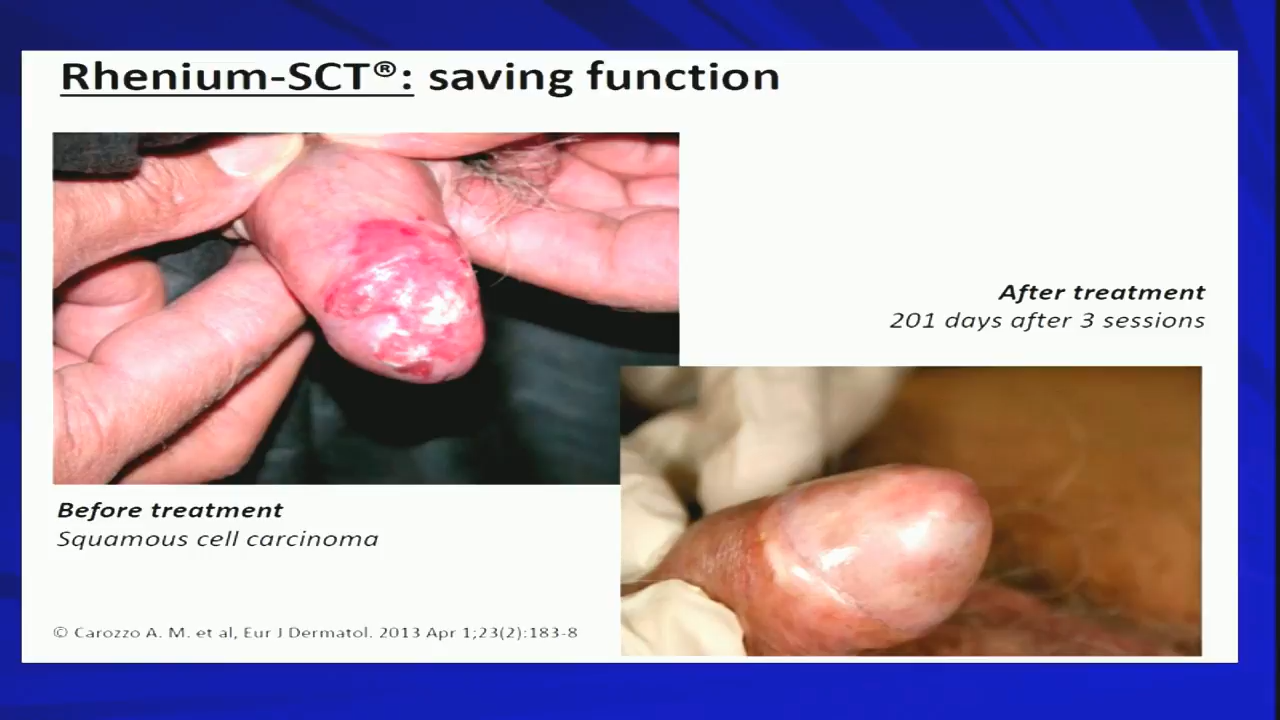 Rhenium-SCT®: saving function
After treatment
201 days after 3 sessions
Before treatment
Squamous cell carcinoma
© Carozzo A. M. et al, Eur J Dermatol. 2013 Apr 1;23(2):183-8